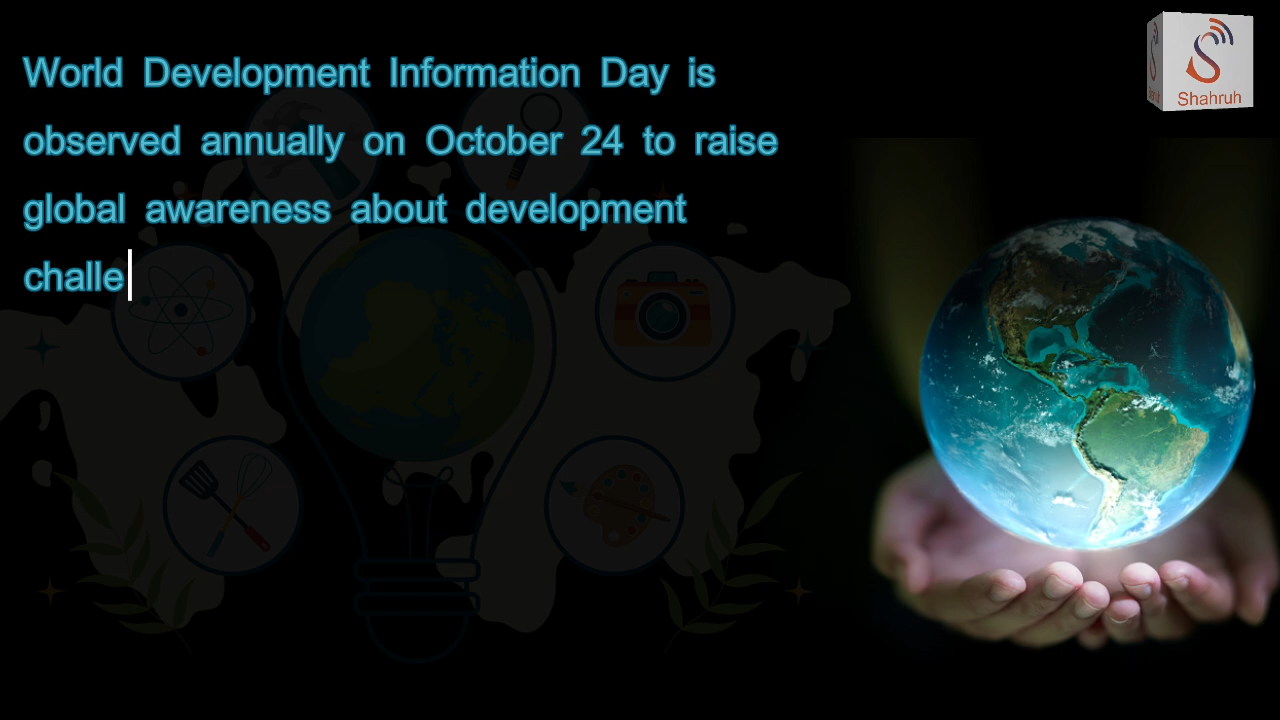 World Development Information Day is
observed annually on October 24 to raise
global awareness about development
challe
Shahruh